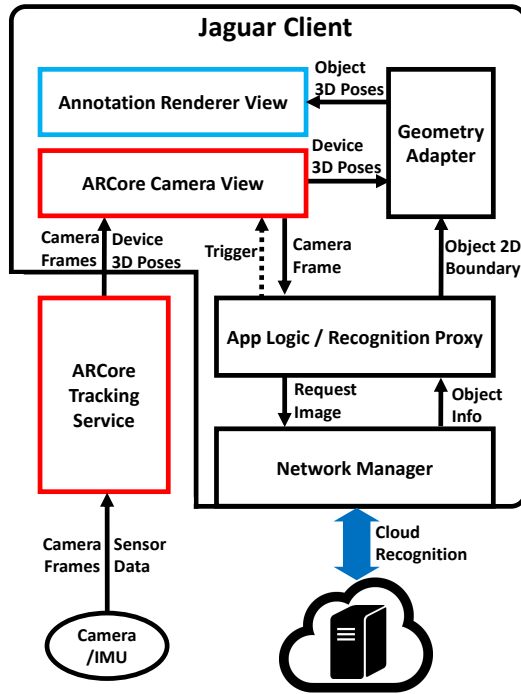 Jaguar Client
Annotation Renderer View
Object
3D Poses
Geometry
Adapter
ARCore Camera View
Device
3D Poses
Camera
Frames
Device
3D Poses
Trigger
Camera
Frame
Object 2D
Boundary
ARCore
Tracking
Service
App Logic / Recognition Proxy
Request
Image
Object
Info
Network Manager
Camera
Frames
Sensor
Data
Cloud
Recognition
Camera
/IMU